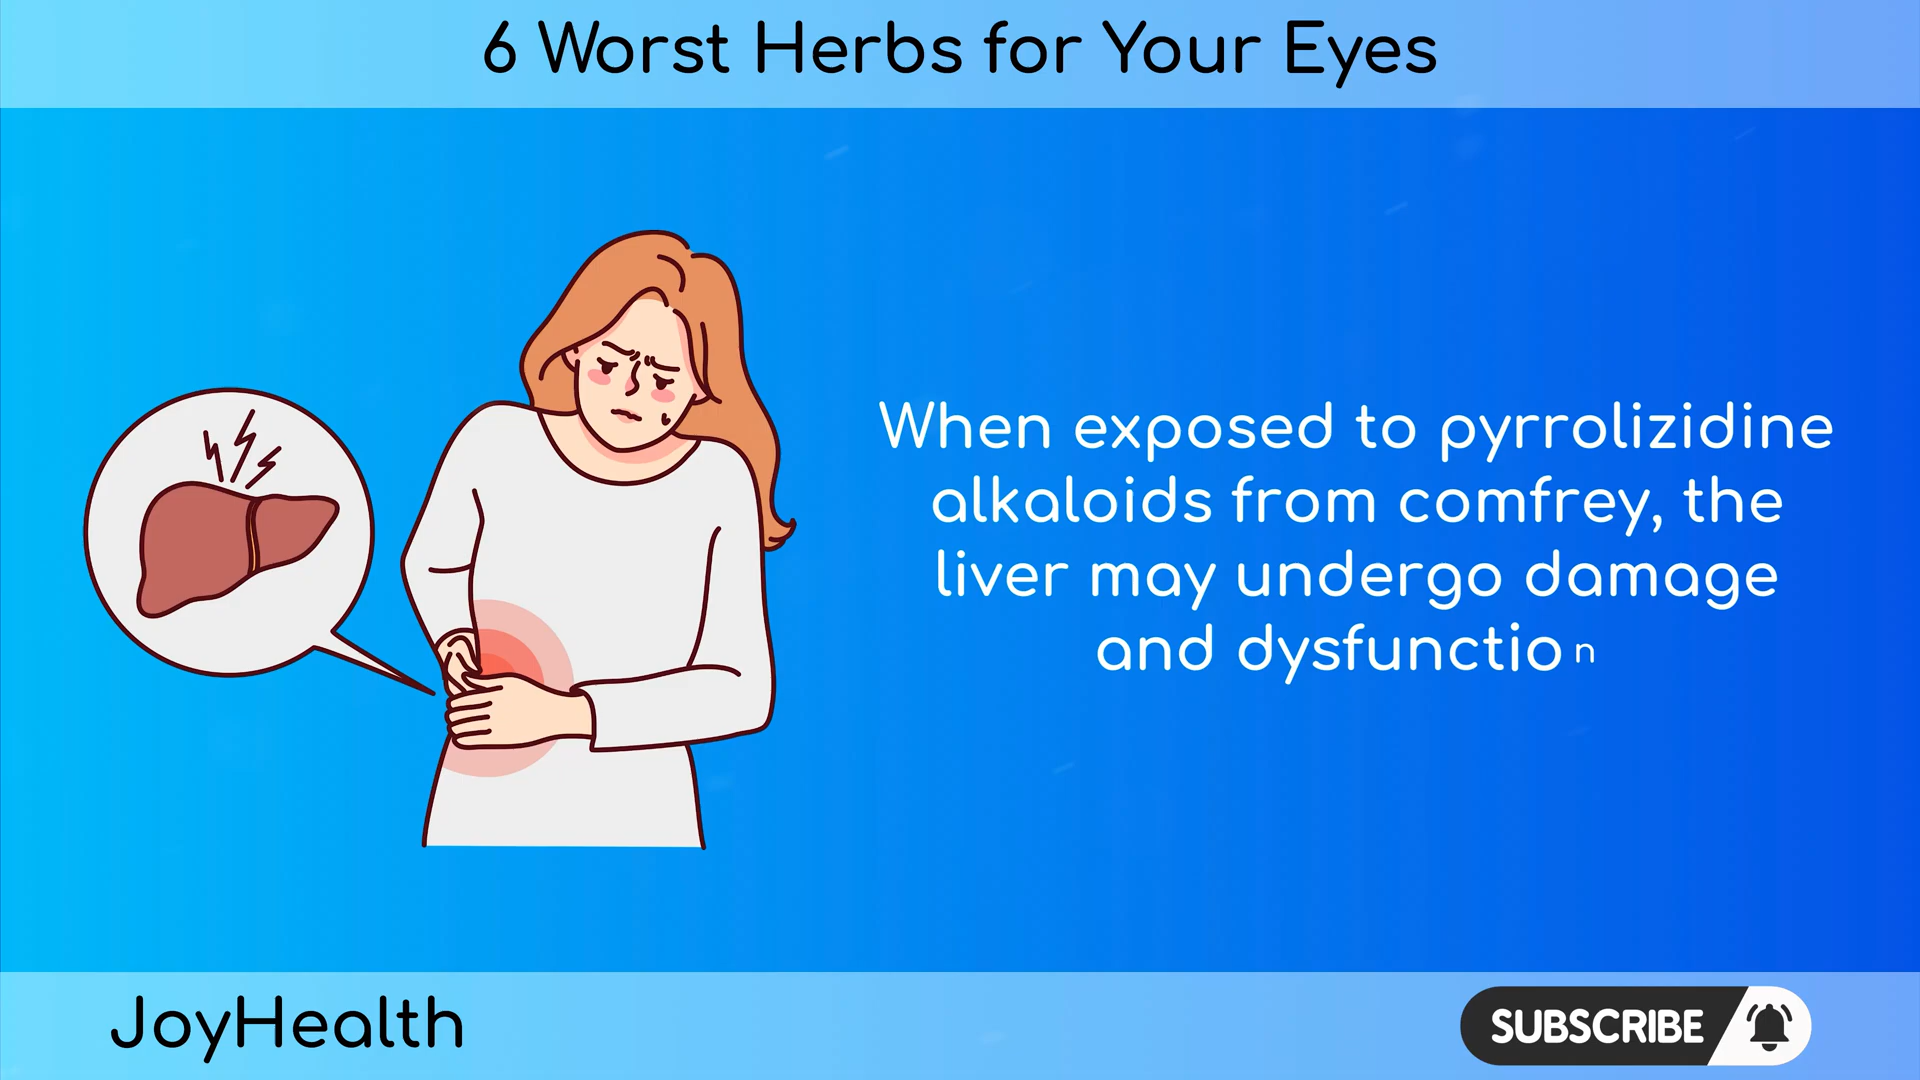 6 Worst Herbs for Your Eyes
When exposed to pyrrolizidine
alkaloids from comfrey, the
liver may undergo damage
and dysfunction
JoyHealth
SUBSCRIBE